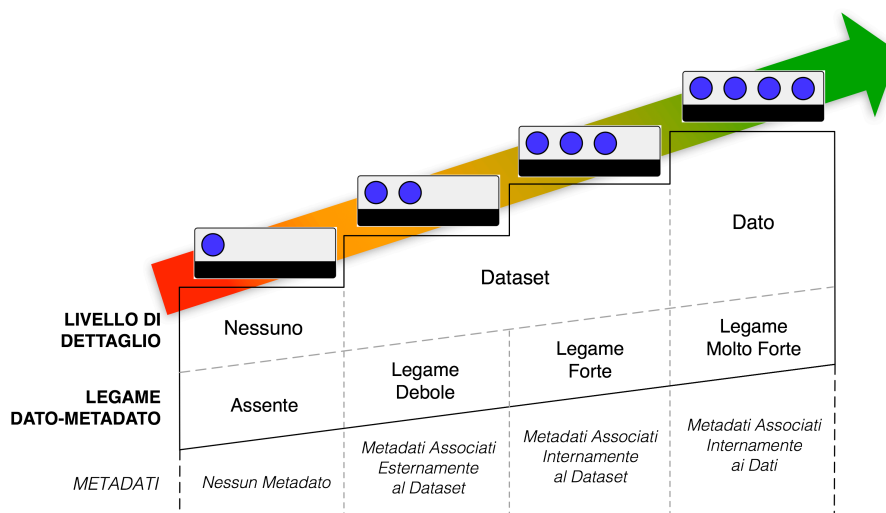 Dato
Dataset
LIVELLO DI
DETTAGLIO
Nessuno
Legame
Molto Forte
Legame
Forte
Legame
Debole
LEGAME
DATO-METADATO
Assente
METADATI
Nessun Metadato
Metadati Associati
Esternamente
al Dataset
Metadati Associati
Internamente
al Dataset
Metadati Associati
Internamente
ai Dati